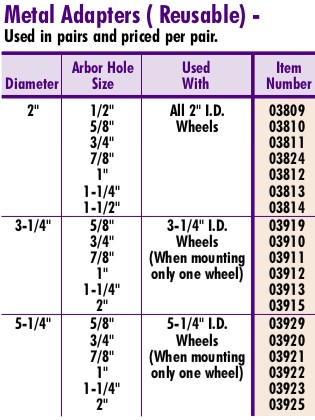 Metal Adapters ( Reusable) -
Used in pairs and priced per pair.
Diameter Arbor Hole Size Used With Item Number
2" 1/2" All 2" I.D. 03809
5/8" Wheels 03810
3/4" 03811
7/8" 03824
1" 03812
1-1/4" 03813
1-1/2" 03814
3-1/4" 5/8" 3-1/4" I.D. 03919
3/4" Wheels 03910
7/8" (When mounting 03911
1" only one wheel) 03912
1-1/4" 03913
2" 03915
5-1/4" 5/8" 5-1/4" I.D. 03929
3/4" Wheels 03920
7/8" (When mounting 03921
1" only one wheel) 03922
1-1/4" 03923
2" 03925